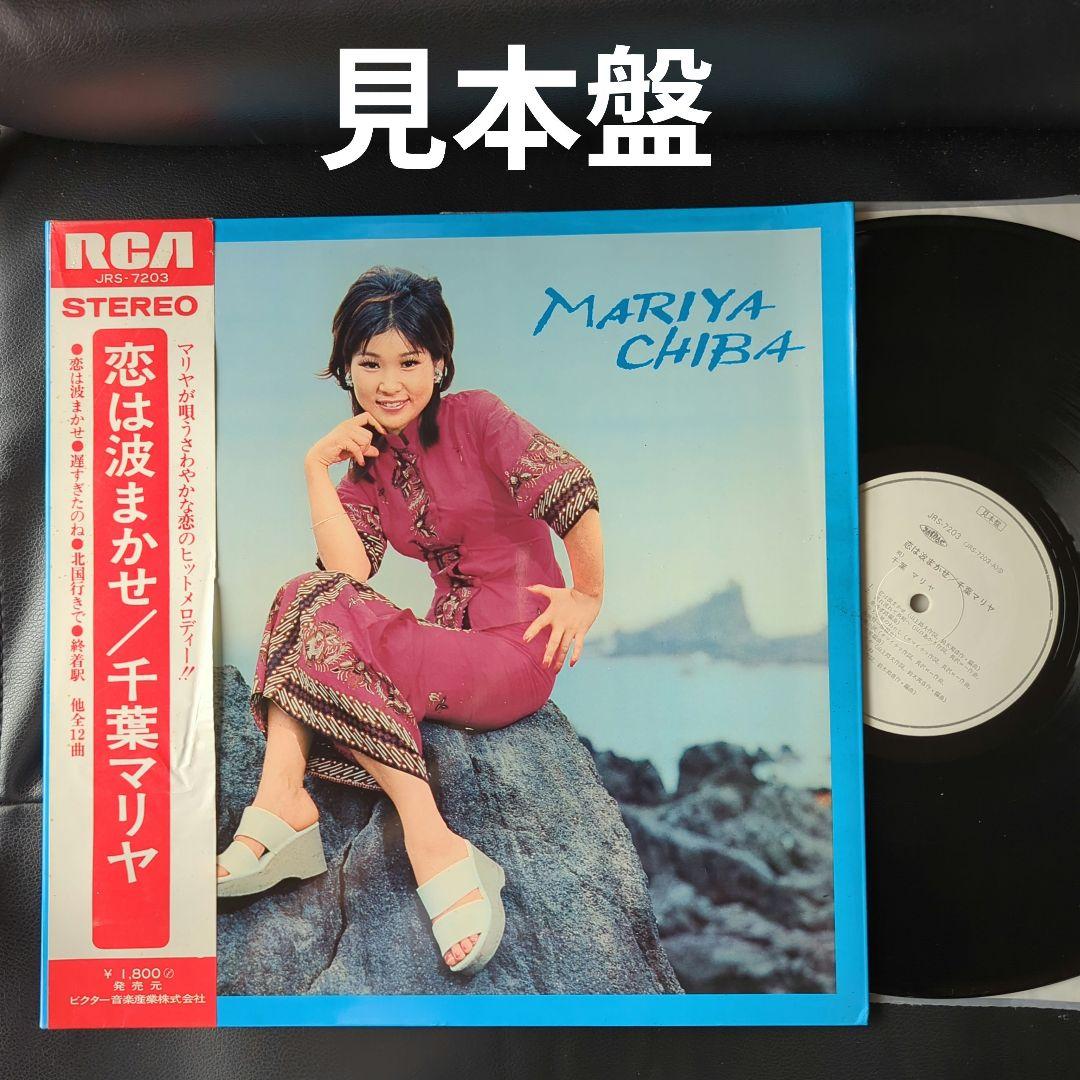 見本盤
RCA
JRS-7203
STEREO
マリヤが唄うさわやかな恋のヒットメロディー!!
恋は波まかせ/千葉マリヤ
●恋は波まかせ●遅すぎたのね●北国行きで●終着駅 他全12曲
¥1,800
発売元
ビクター音楽産業株式会社
MARIYA
CHIBA
見本盤
JRS-7203
恋は波まかせ/千葉マリヤ
千葉 マリヤ